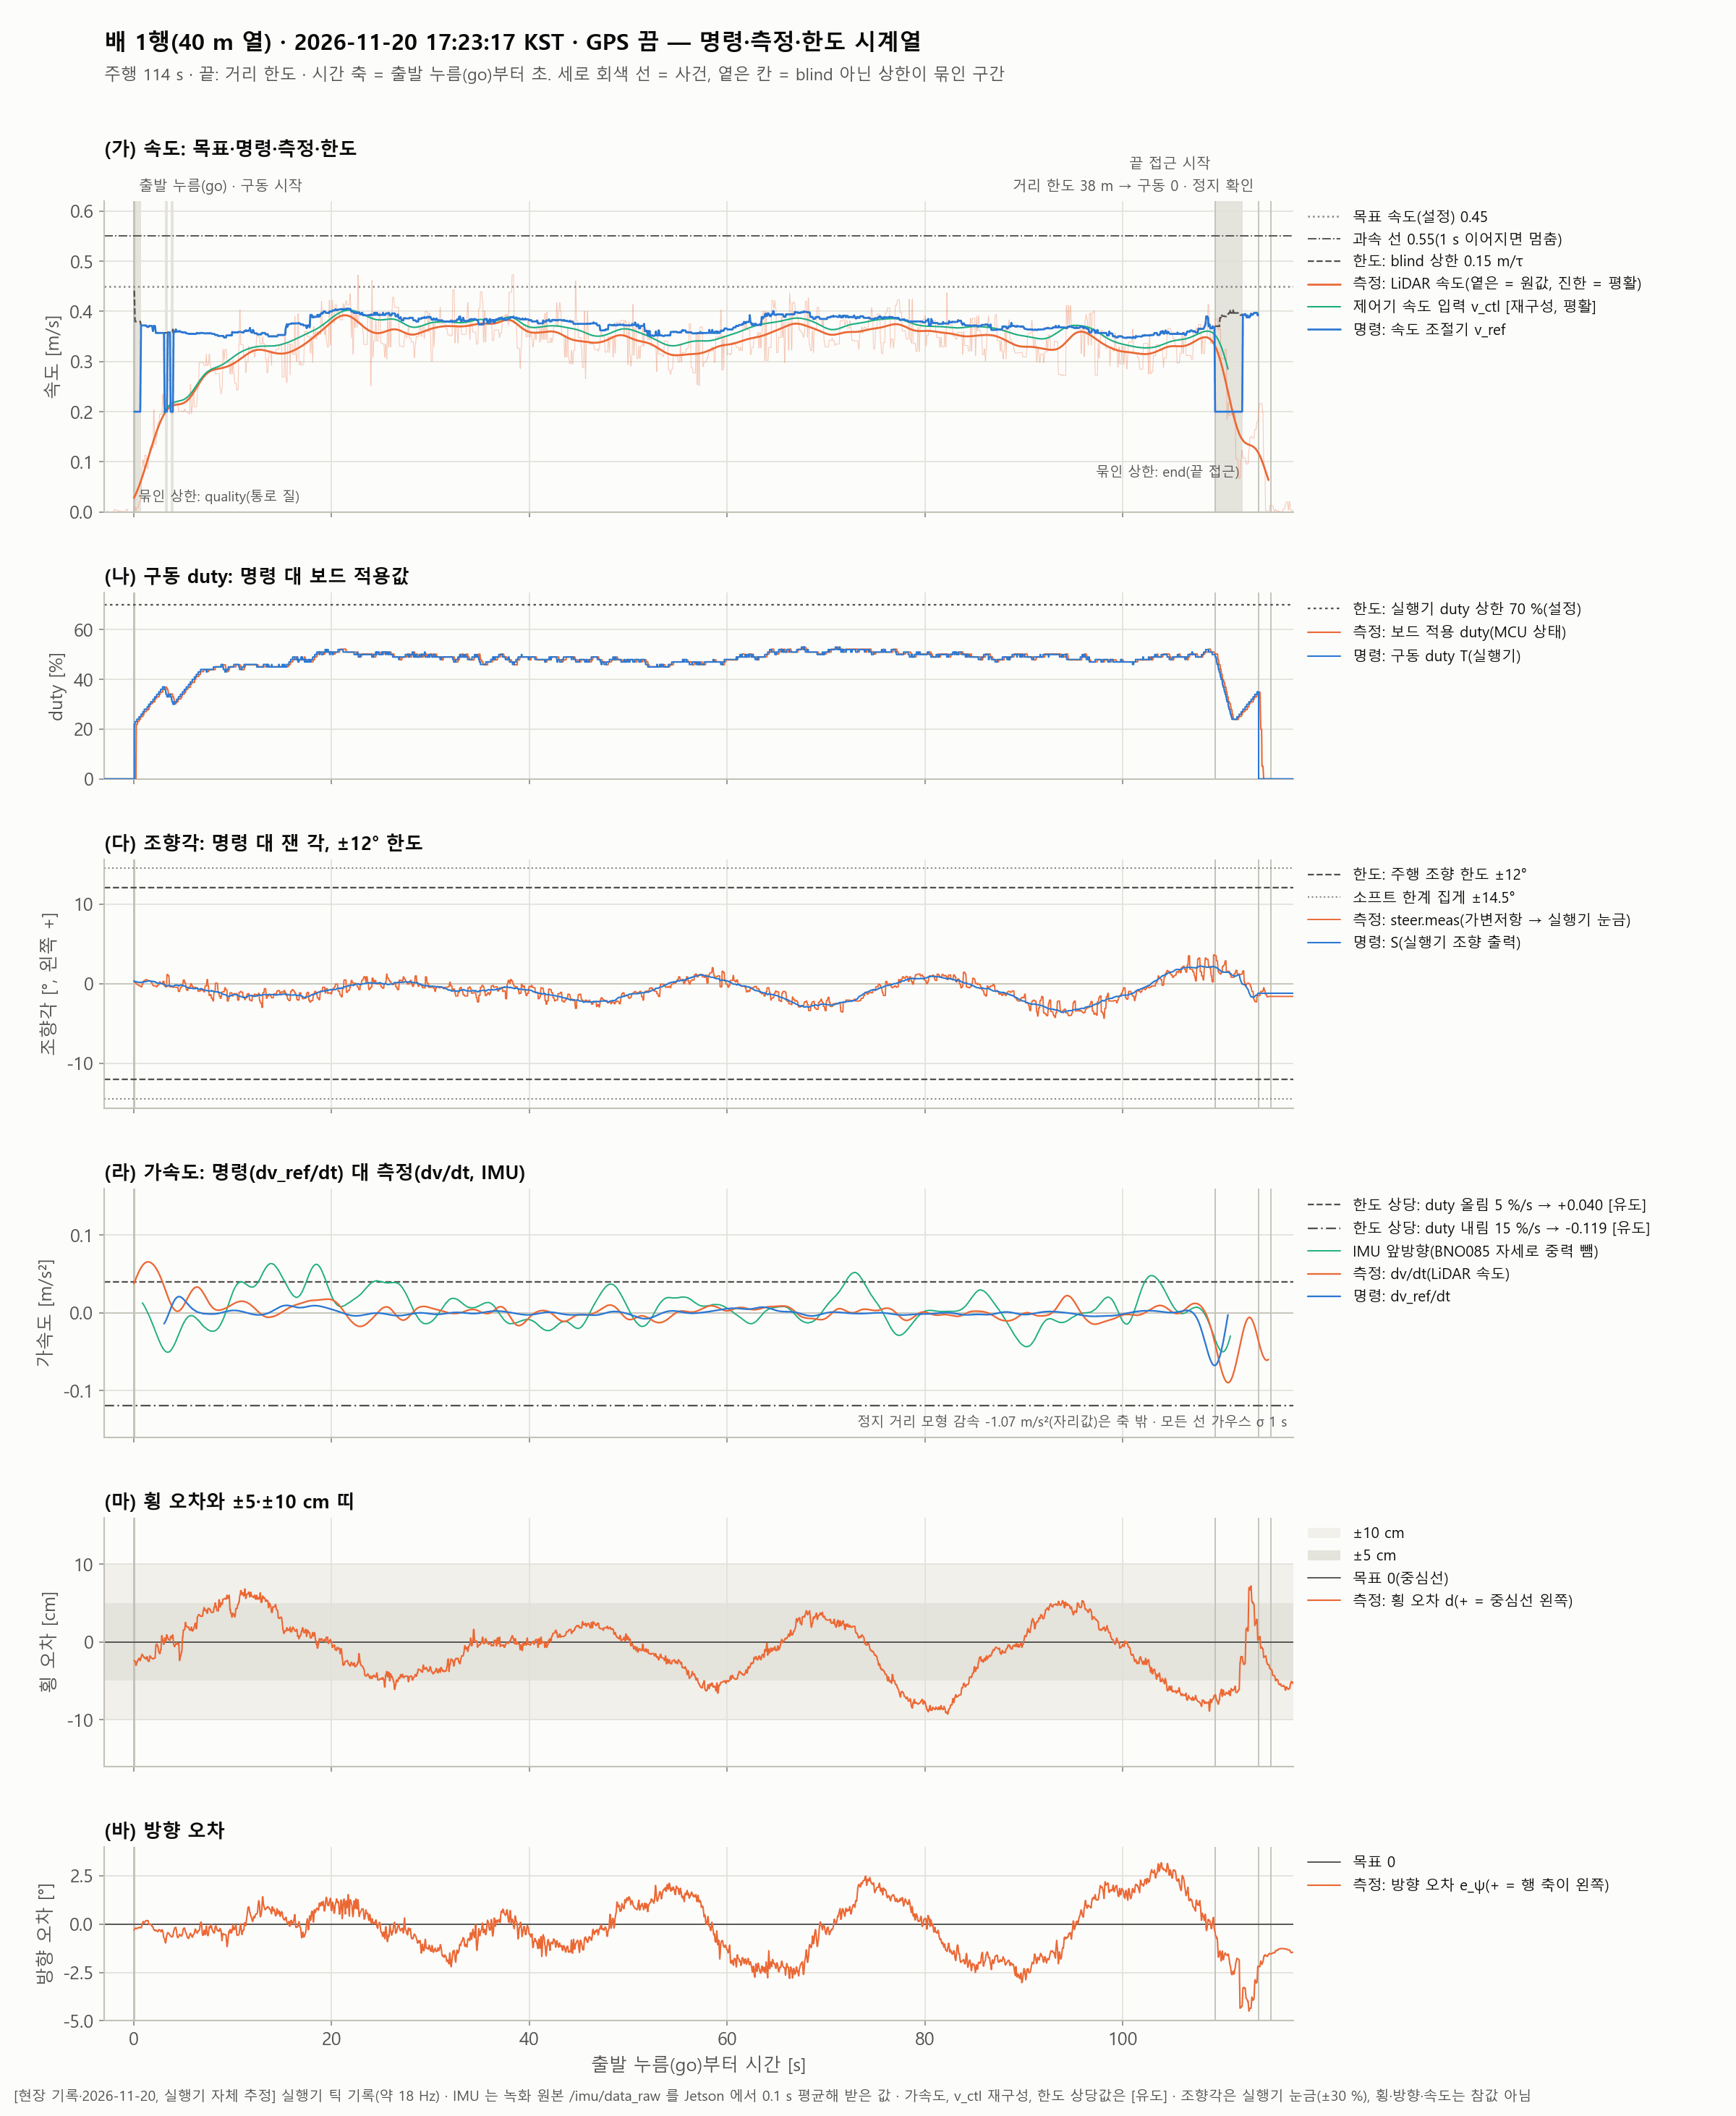 배 1행(40 m 열) · 2026-11-20 17:23:17 KST · GPS 끔 — 명령·측정·한도 시계열
주행 114 s · 끝: 거리 한도 · 시간 축 = 출발 누름(go)부터 초. 세로 회색 선 = 사건, 옅은 칸 = blind 아닌 상한이 묶인 구간
(가) 속도: 목표·명령·측정·한도
끝 접근 시작
출발 누름(go) · 구동 시작
거리 한도 38 m → 구동 0 · 정지 확인
0.6
0.5
0.4
0.3
0.2
0.1
0.0
속도 [m/s]
묶인 상한: quality(통로 질)
묶인 상한: end(끝 접근)
목표 속도(설정) 0.45
과속 선 0.55(1 s 이어지면 멈춤)
한도: blind 상한 0.15 m/τ
측정: LiDAR 속도(옅은 = 원값, 진한 = 평활)
제어기 속도 입력 v_ctl [재구성, 평활]
명령: 속도 조절기 v_ref
(나) 구동 duty: 명령 대 보드 적용값
60
40
20
0
duty [%]
한도: 실행기 duty 상한 70 %(설정)
측정: 보드 적용 duty(MCU 상태)
명령: 구동 duty T(실행기)
(다) 조향각: 명령 대 잰 각, ±12° 한도
10
0
-10
조향각 [°, 왼쪽 +]
한도: 주행 조향 한도 ±12°
소프트 한계 집게 ±14.5°
측정: steer.meas(가변저항 → 실행기 눈금)
명령: S(실행기 조향 출력)
(라) 가속도: 명령(dv_ref/dt) 대 측정(dv/dt, IMU)
0.1
0.0
-0.1
가속도 [m/s²]
정지 거리 모형 감속 -1.07 m/s²(자리값)은 축 밖 · 모든 선 가우스 σ 1 s
한도 상당: duty 올림 5 %/s → +0.040 [유도]
한도 상당: duty 내림 15 %/s → -0.119 [유도]
IMU 앞방향(BNO085 자세로 중력 뺌)
측정: dv/dt(LiDAR 속도)
명령: dv_ref/dt
(마) 횡 오차와 ±5·±10 cm 띠
10
0
-10
횡 오차 [cm]
±10 cm
±5 cm
목표 0(중심선)
측정: 횡 오차 d(+ = 중심선 왼쪽)
(바) 방향 오차
2.5
0.0
-2.5
-5.0
방향 오차 [°]
목표 0
측정: 방향 오차 e_ψ(+ = 행 축이 왼쪽)
0 20 40 60 80 100
출발 누름(go)부터 시간 [s]
[현장 기록·2026-11-20, 실행기 자체 추정] 실행기 틱 기록(약 18 Hz) · IMU 는 녹화 원본 /imu/data_raw 를 Jetson 에서 0.1 s 평균해 받은 값 · 가속도, v_ctl 재구성, 한도 상당값은 [유도] · 조향각은 실행기 눈금(±30 %), 횡·방향·속도는 참값 아님